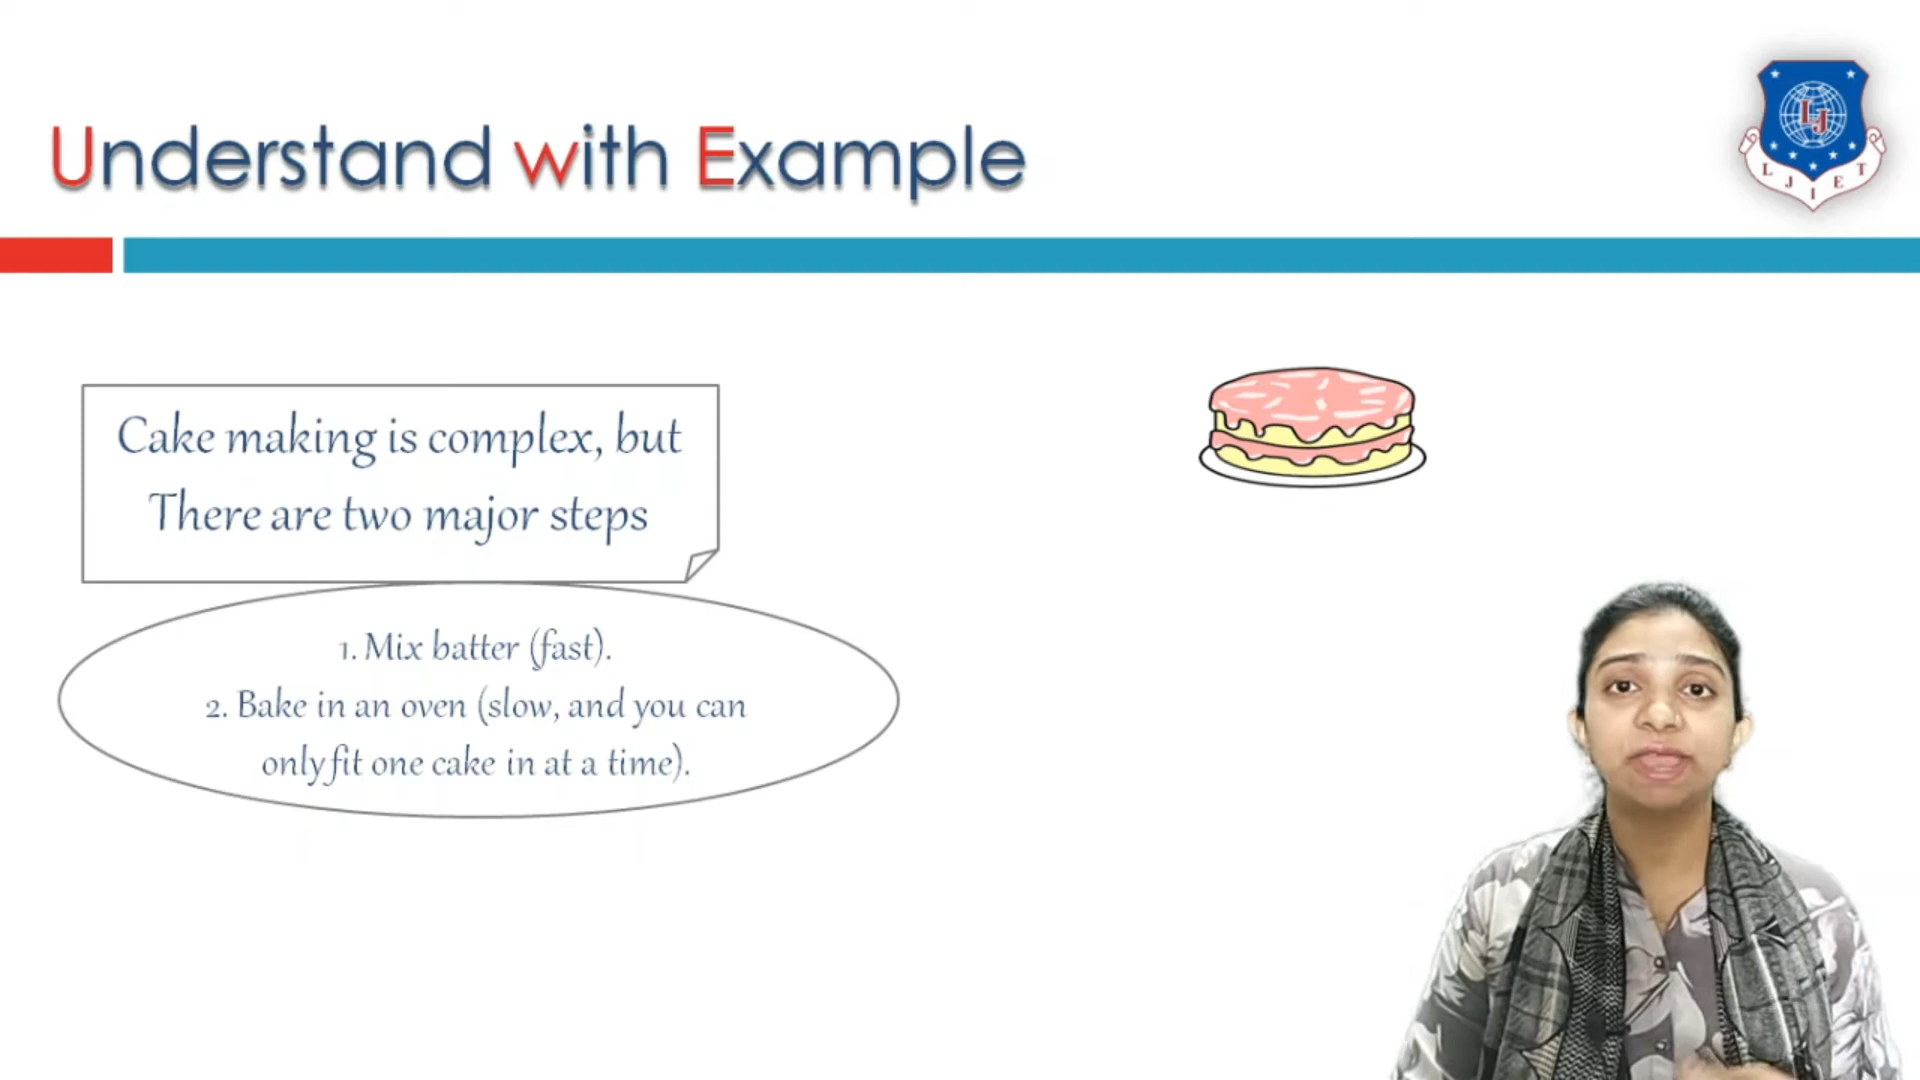 Understand with Example
LJ
L J I E T
Cake making is complex, but
There are two major steps
1. Mix batter (fast).
2. Bake in an oven (slow, and you can
only fit one cake in at a time).